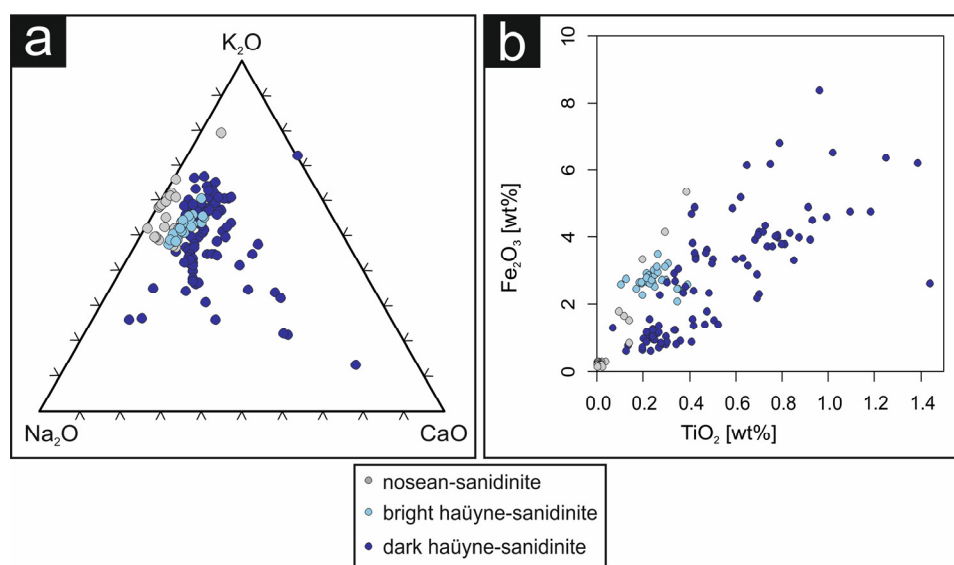 a
K₂O
Na₂O
CaO
b
10
8
6
4
2
0
Fe₂O₃ [wt%]
0.0 0.2 0.4 0.6 0.8 1.0 1.2 1.4
TiO₂ [wt%]
nosean-sanidinite
bright haüyne-sanidinite
dark haüyne-sanidinite